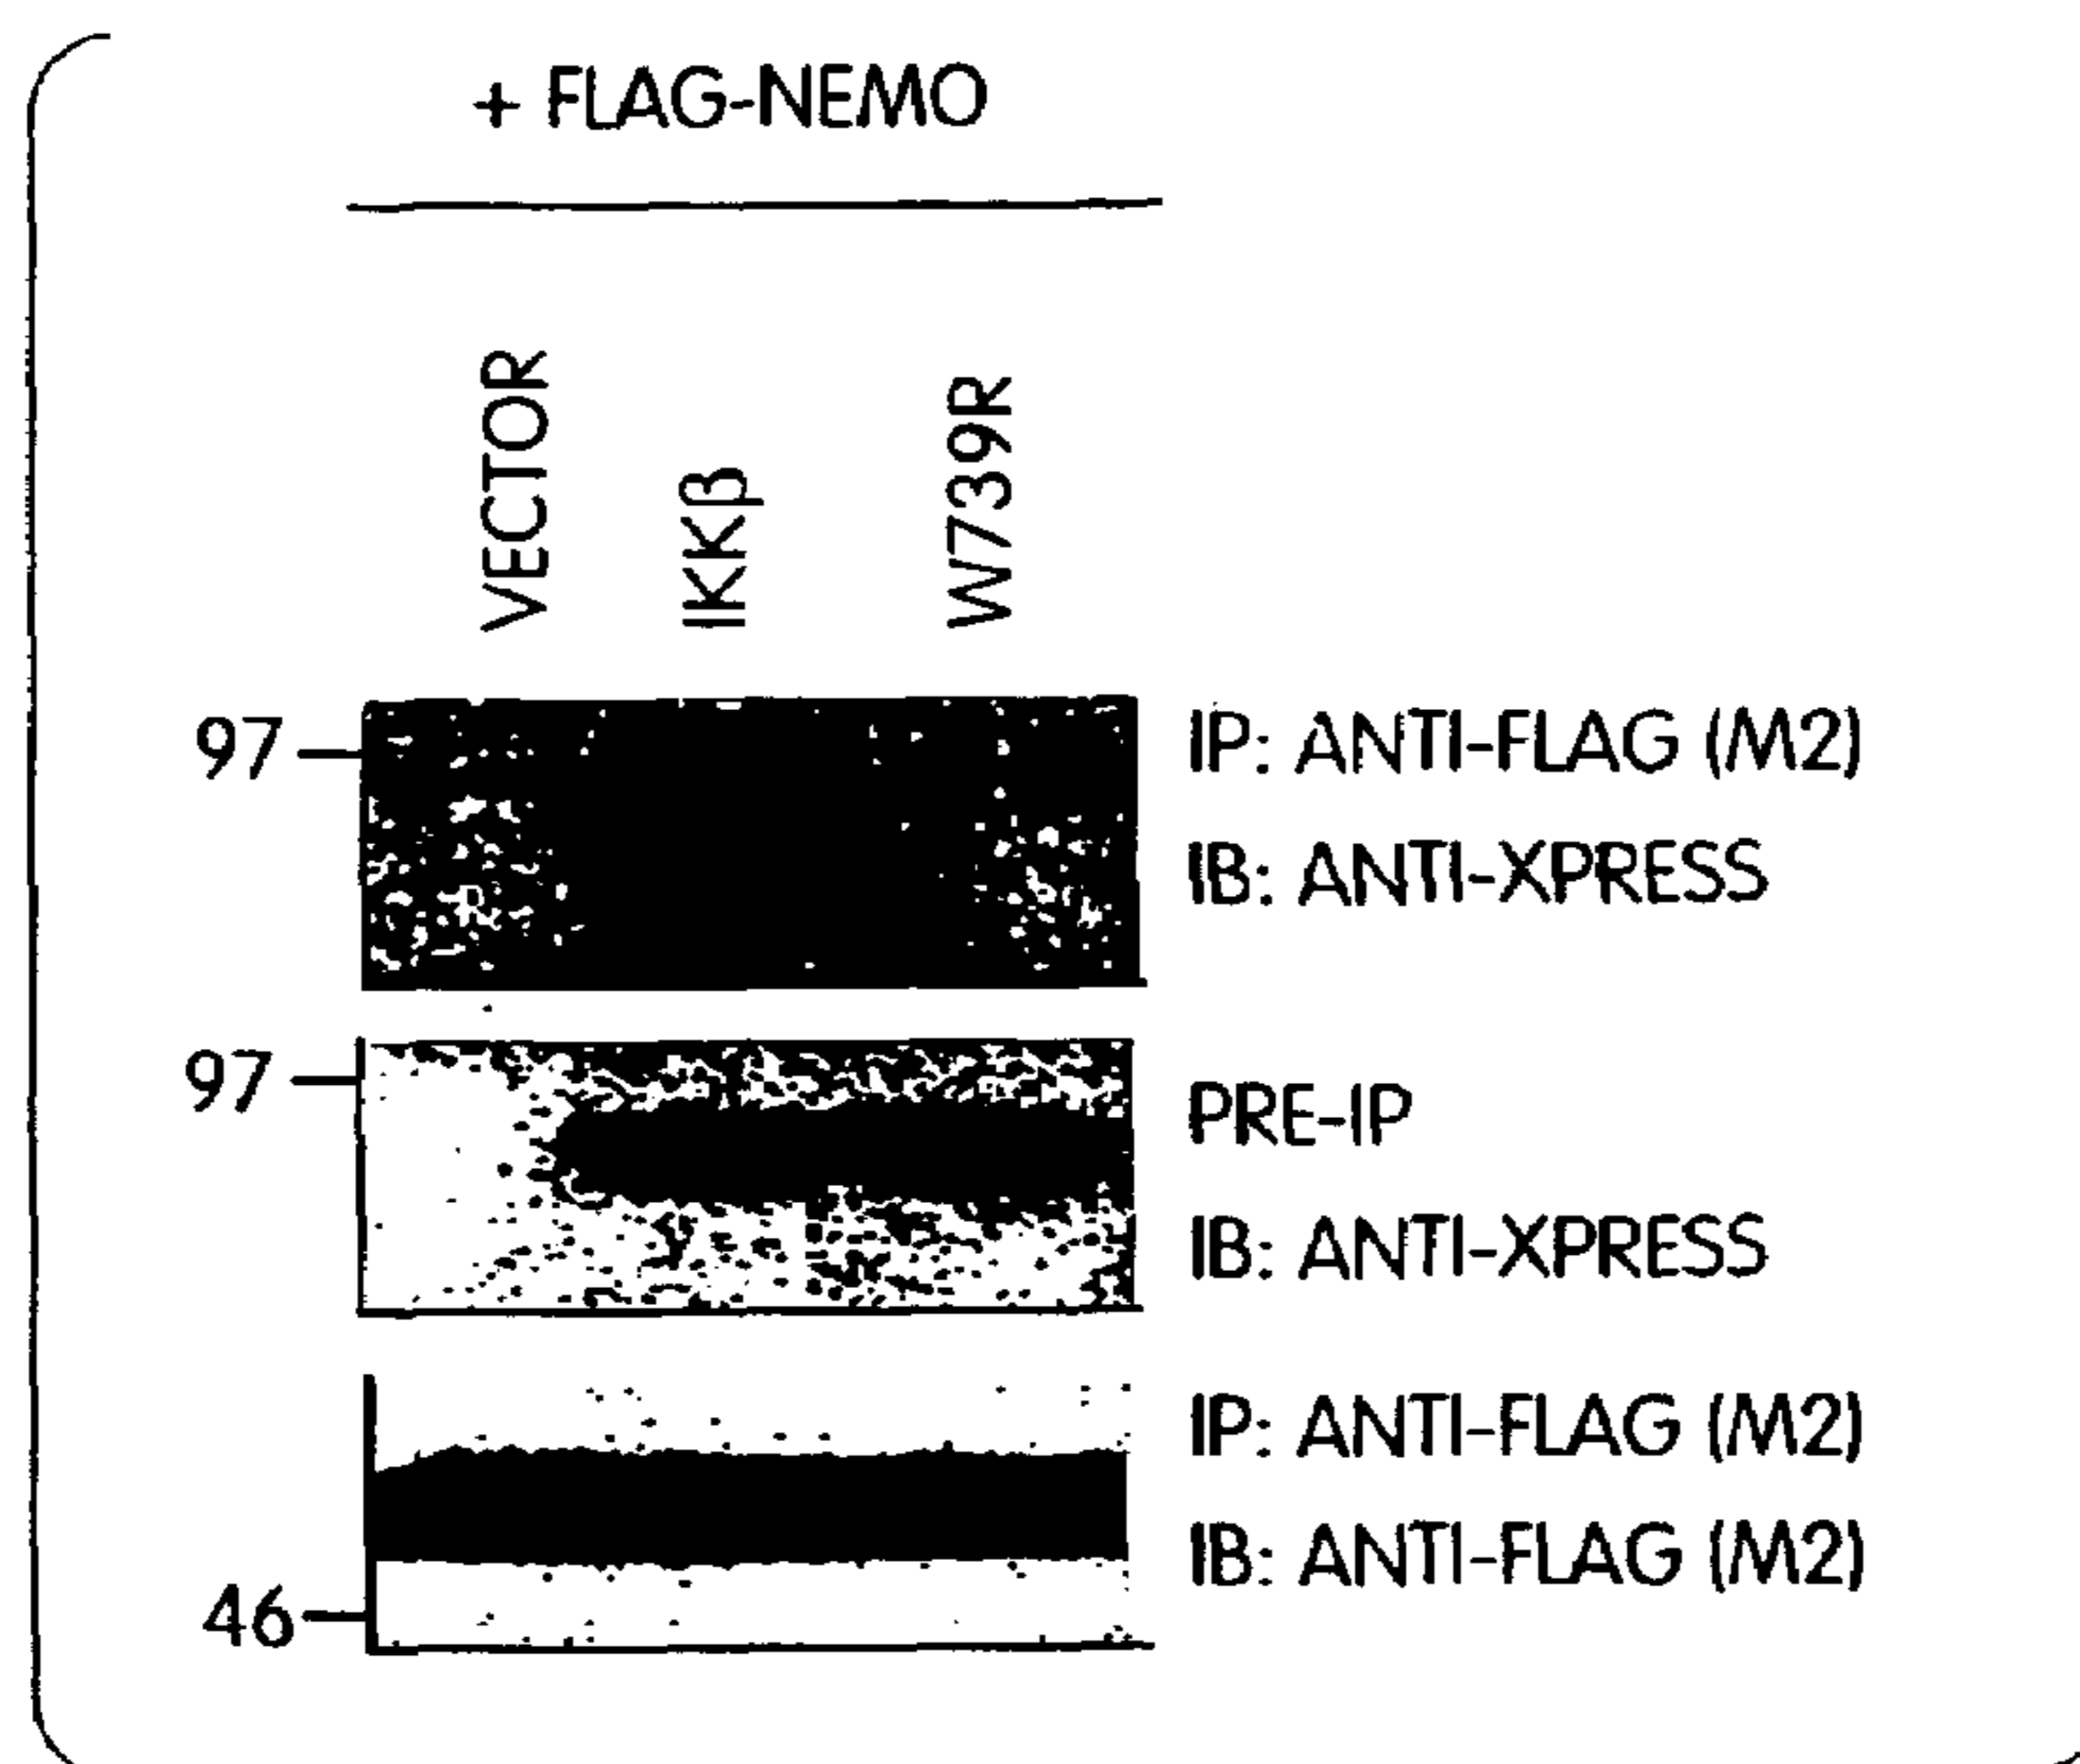 + FLAG-NEMO
VECTOR
IKKβ
W739R
97
IP: ANTI-FLAG (M2)
IB: ANTI-XPRESS
97
PRE-IP
IB: ANTI-XPRESS
IP: ANTI-FLAG (M2)
IB: ANTI-FLAG (M2)
46